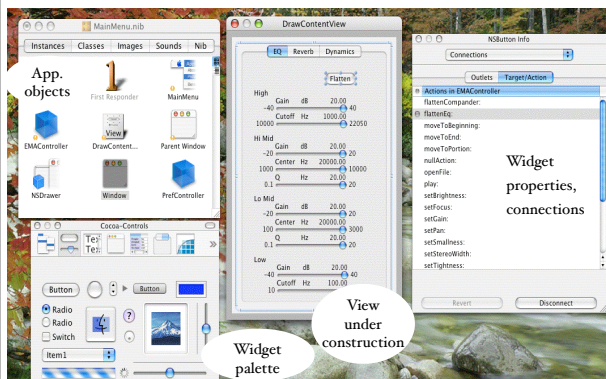 MainMenu.nib
Instances Classes Images Sounds Nib
App.
objects
1
First Responder
MainMenu
EMAController
View
DrawContent...
Parent Window
NSDrawer
Window
PrefController
Cocoa-Controls
Button
Button
Radio
Radio
Switch
?
Item1
Widget
palette
DrawContentView
EQ Reverb Dynamics
Flatten
High
Gain dB 20.00
-40 40
Cutoff Hz 1000.00
10000 22050
Hi Mid
Gain dB 20.00
-20 20
Center Hz 20000.00
1000 10000
Q Hz 20.00
0.1 20
Lo Mid
Gain dB 20.00
-20 20
Center Hz 20000.00
100 3000
Q Hz 20.00
0.1 20
Low
Gain dB 20.00
-40 40
Cutoff Hz 100.00
10
View
under
construction
NSButton Info
Connections
Outlets Target/Action
Actions in EMAController
flattenCompander:
flattenEq:
moveToBeginning:
moveToEnd:
moveToPortion:
nullAction:
openFile:
play:
setBrightness:
setFocus:
setGain:
setPan:
setSmallness:
setStereoWidth:
setTightness:
Widget
properties,
connections
Revert Disconnect